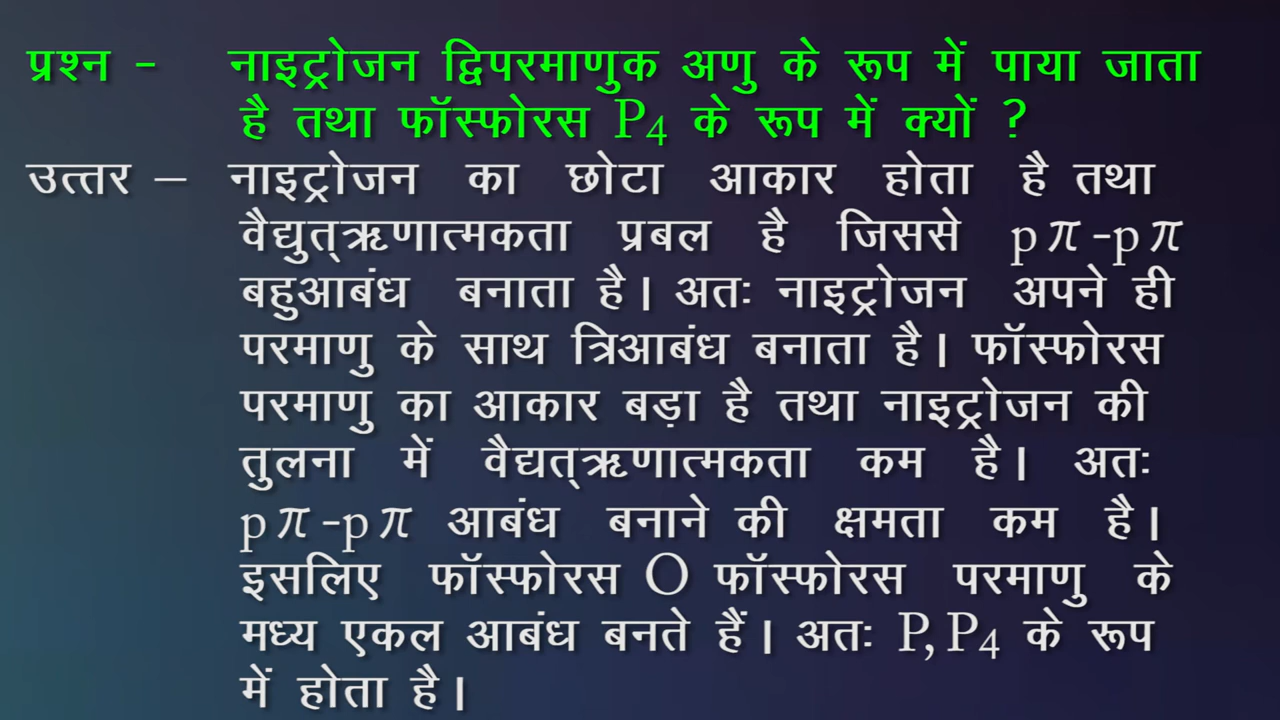 प्रश्न - नाइट्रोजन द्विपरमाणुक अणु के रूप में पाया जाता
है तथा फॉस्फोरस P₄ के रूप में क्यों ?
उत्तर – नाइट्रोजन का छोटा आकार होता है तथा
वैद्युत्ऋणात्मकता प्रबल है जिससे pπ-pπ
बहुआबंध बनाता है। अतः नाइट्रोजन अपने ही
परमाणु के साथ त्रिआबंध बनाता है। फॉस्फोरस
परमाणु का आकार बड़ा है तथा नाइट्रोजन की
तुलना में वैद्यत्ऋणात्मकता कम है। अतः
pπ-pπ आबंध बनाने की क्षमता कम है।
इसलिए फॉस्फोरस O फॉस्फोरस परमाणु के
मध्य एकल आबंध बनते हैं। अतः P, P₄ के रूप
में होता है।